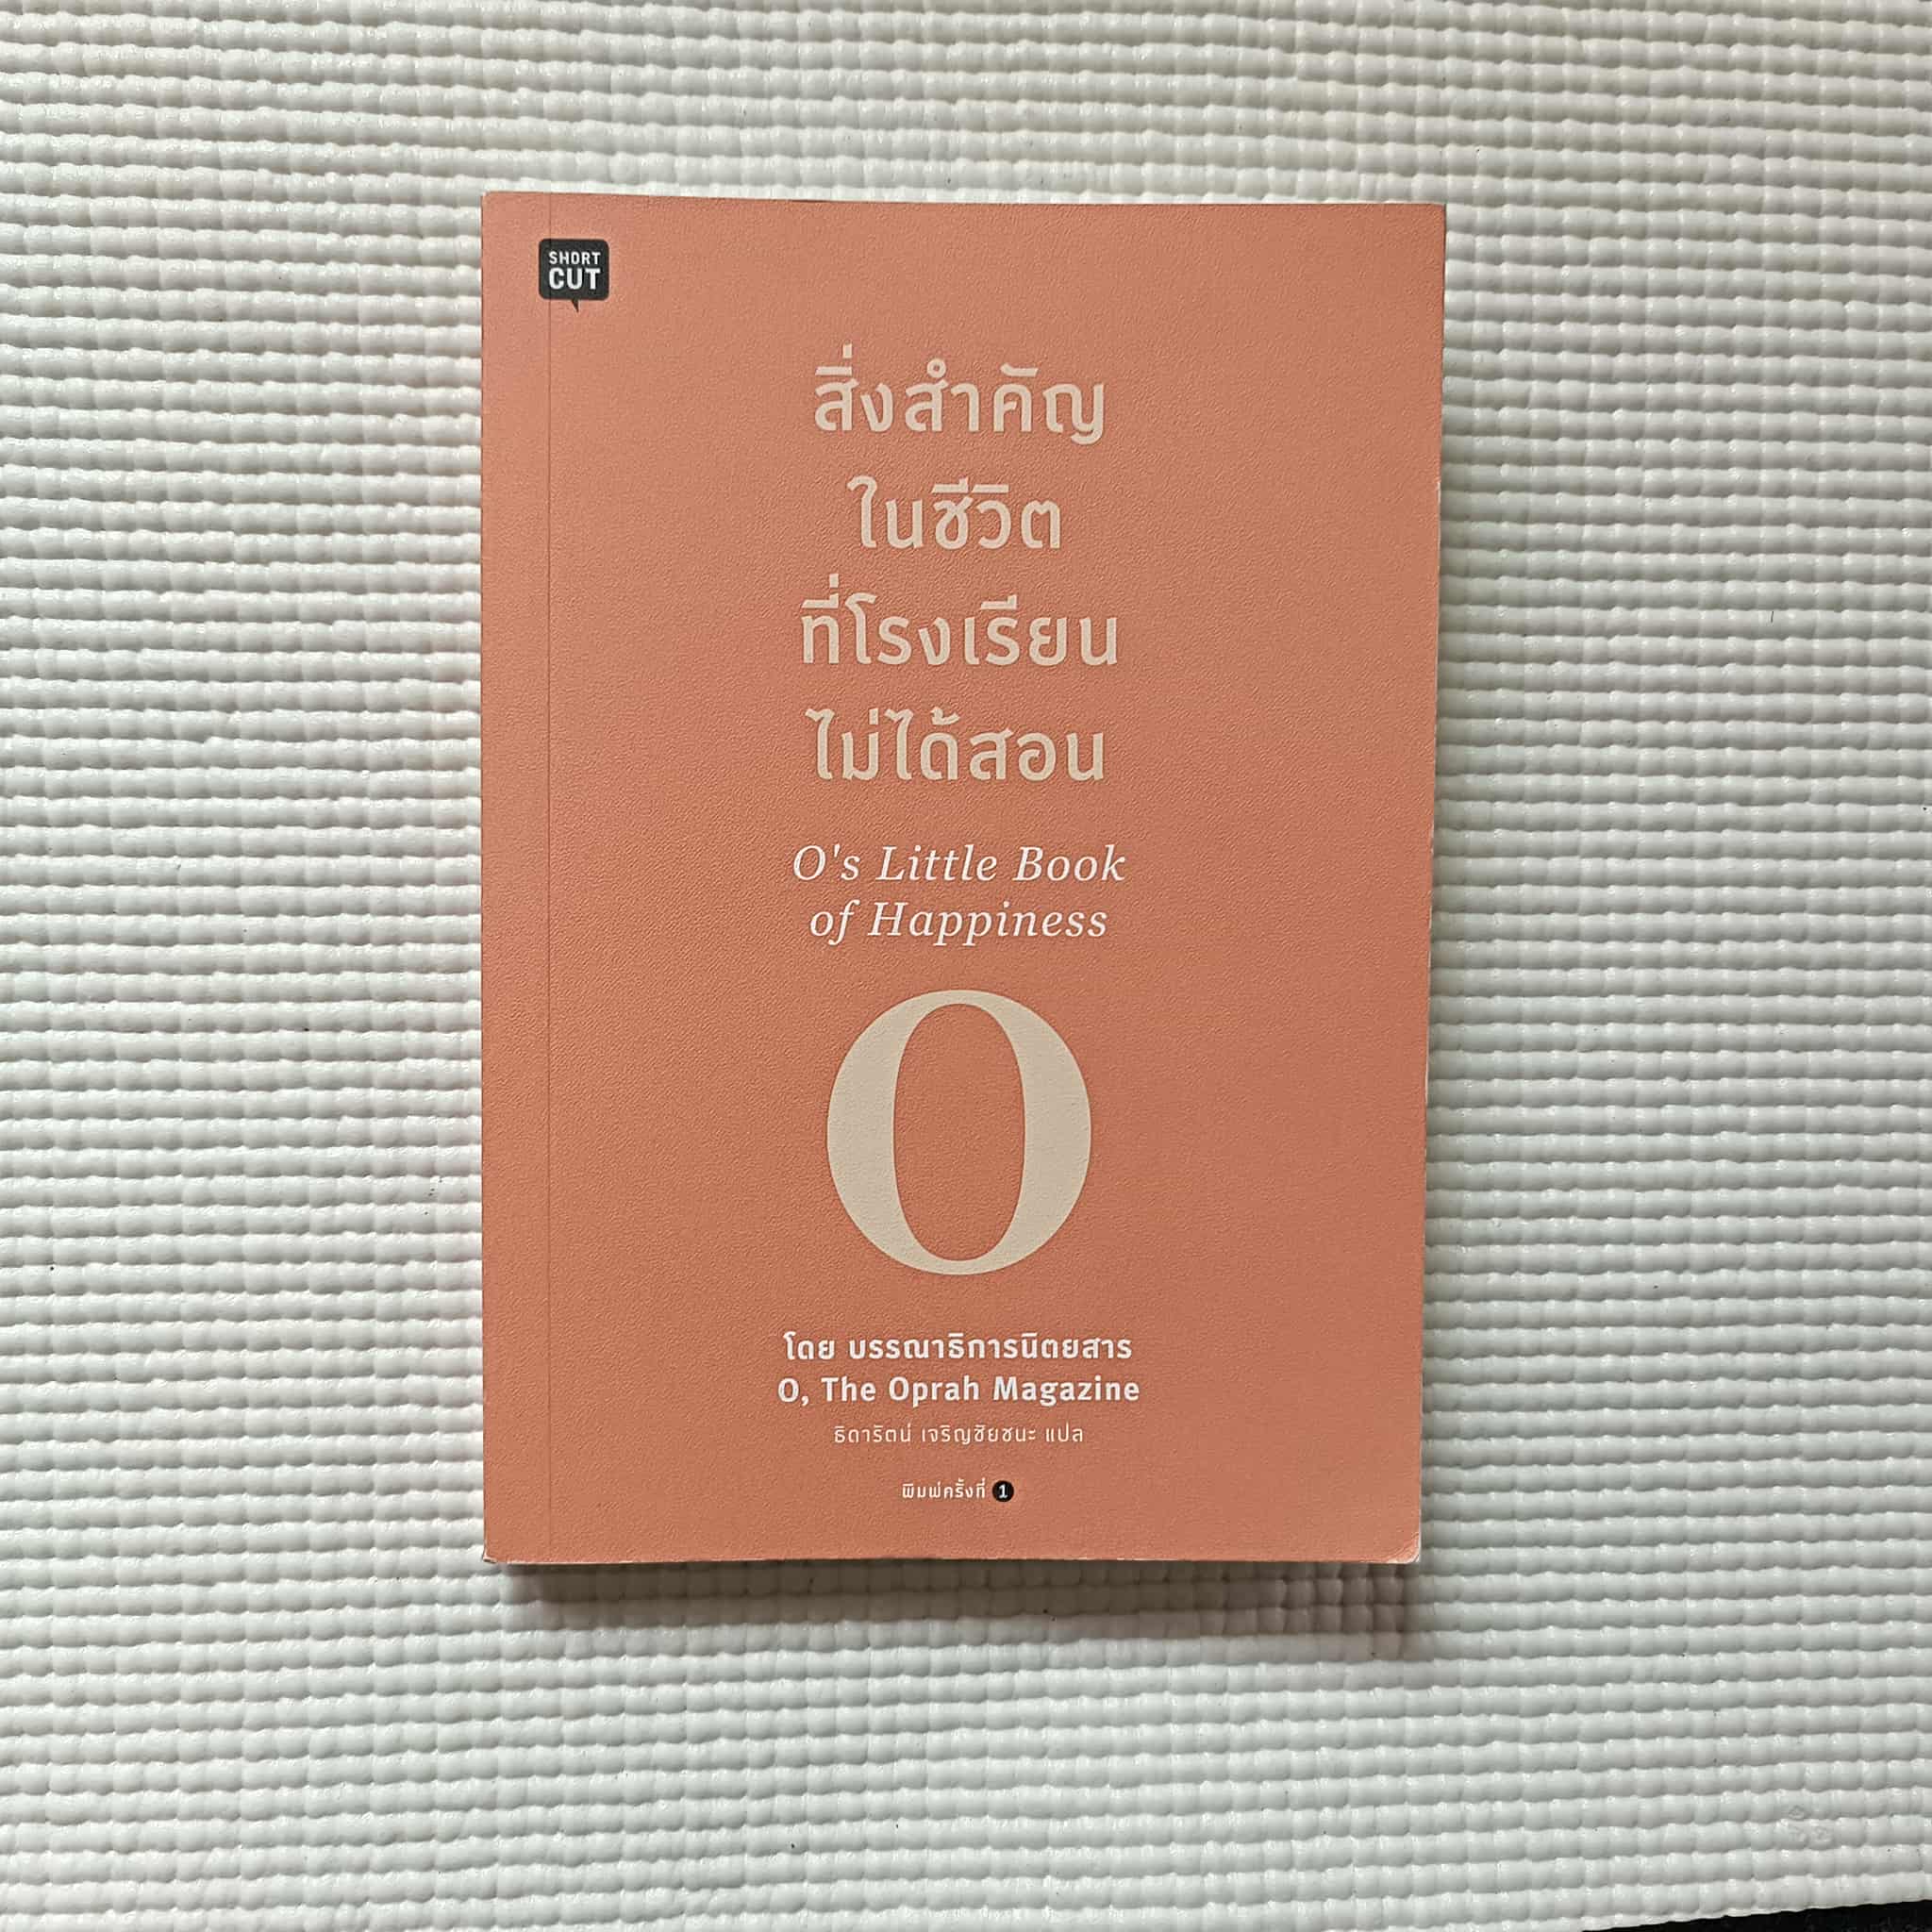 SHORT
CUT
สิ่งสำคัญ
ในชีวิต
ที่โรงเรียน
ไม่ได้สอน
O's Little Book
of Happiness
O
โดย บรรณาธิการนิตยสาร
O, The Oprah Magazine
ธิดารัตน์ เจริญชัยชนะ แปล
พิมพ์ครั้งที่ 1